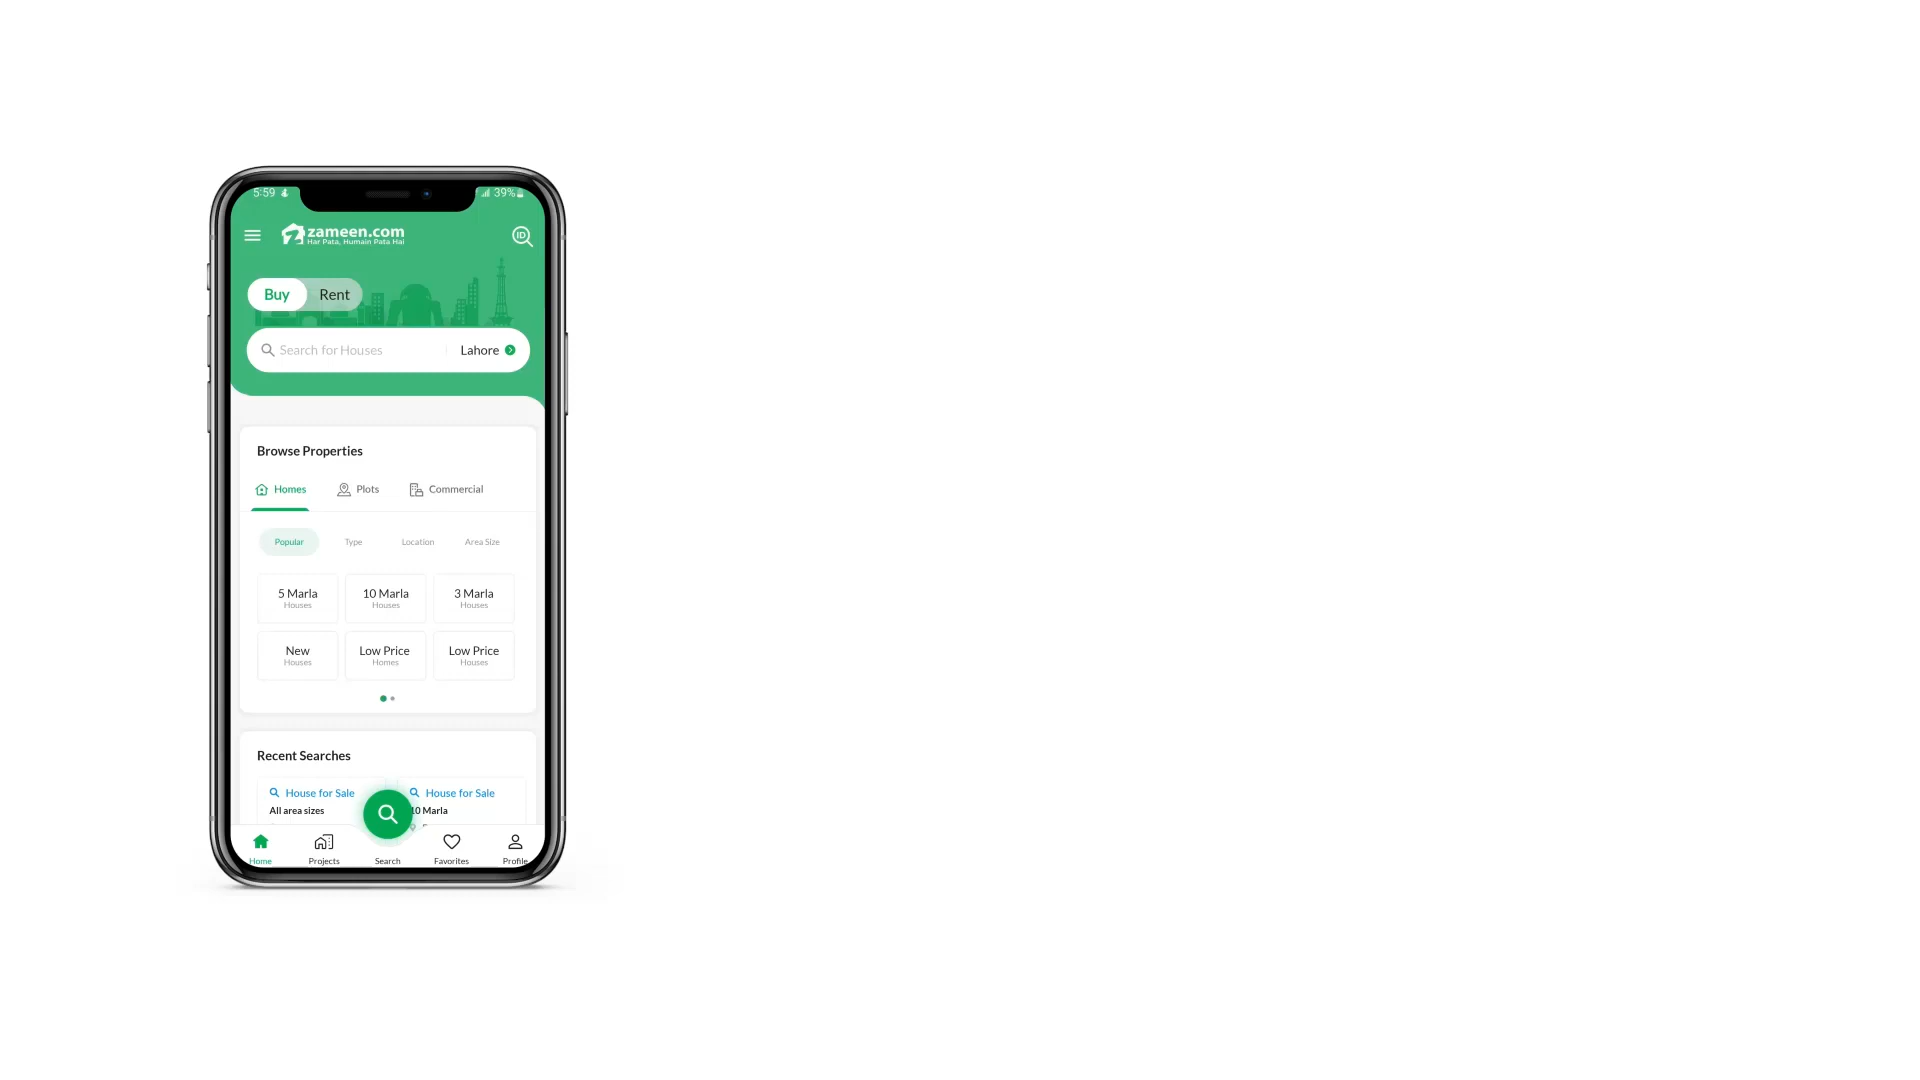 5:59
39%
zameen.com
Har Pata, Humain Pata Hai
ID
Buy Rent
Search for Houses Lahore
Browse Properties
Homes Plots Commercial
Popular Type Location Area Size
5 Marla 10 Marla 3 Marla
Houses Houses Houses
New Low Price Low Price
Houses Homes Houses
Recent Searches
House for Sale House for Sale
All area sizes 10 Marla
Home Projects Search Favorites Profile